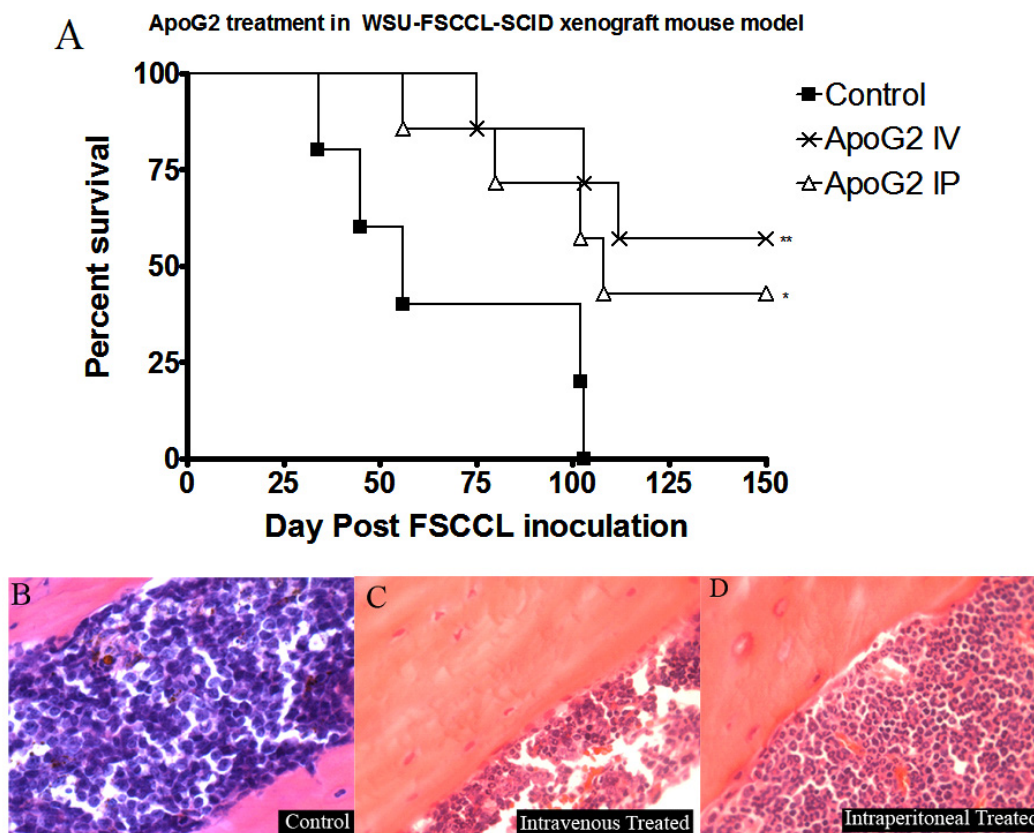 A
ApoG2 treatment in WSU-FSCCL-SCID xenograft mouse model
Percent survival
100
75
50
25
0
0 25 50 75 100 125 150
Day Post FSCCL inoculation
Control
ApoG2 IV
ApoG2 IP
**
*
B
Control
C
Intravenous Treated
D
Intraperitoneal Treated